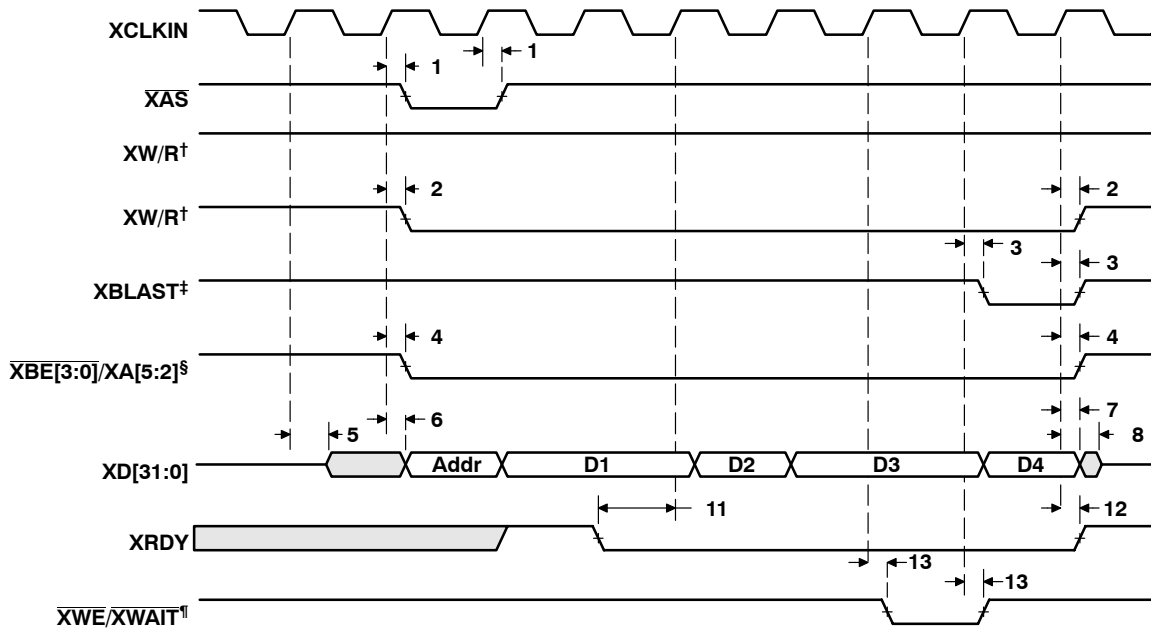 XCLKIN
1
1
XAS
XW/R†
2
2
XW/R†
3
3
XBLAST‡
4
4
XBE[3:0]/XA[5:2]§
5
6
7
8
XD[31:0]
Addr
D1
D2
D3
D4
11
12
XRDY
13
13
XWE/XWAIT¶